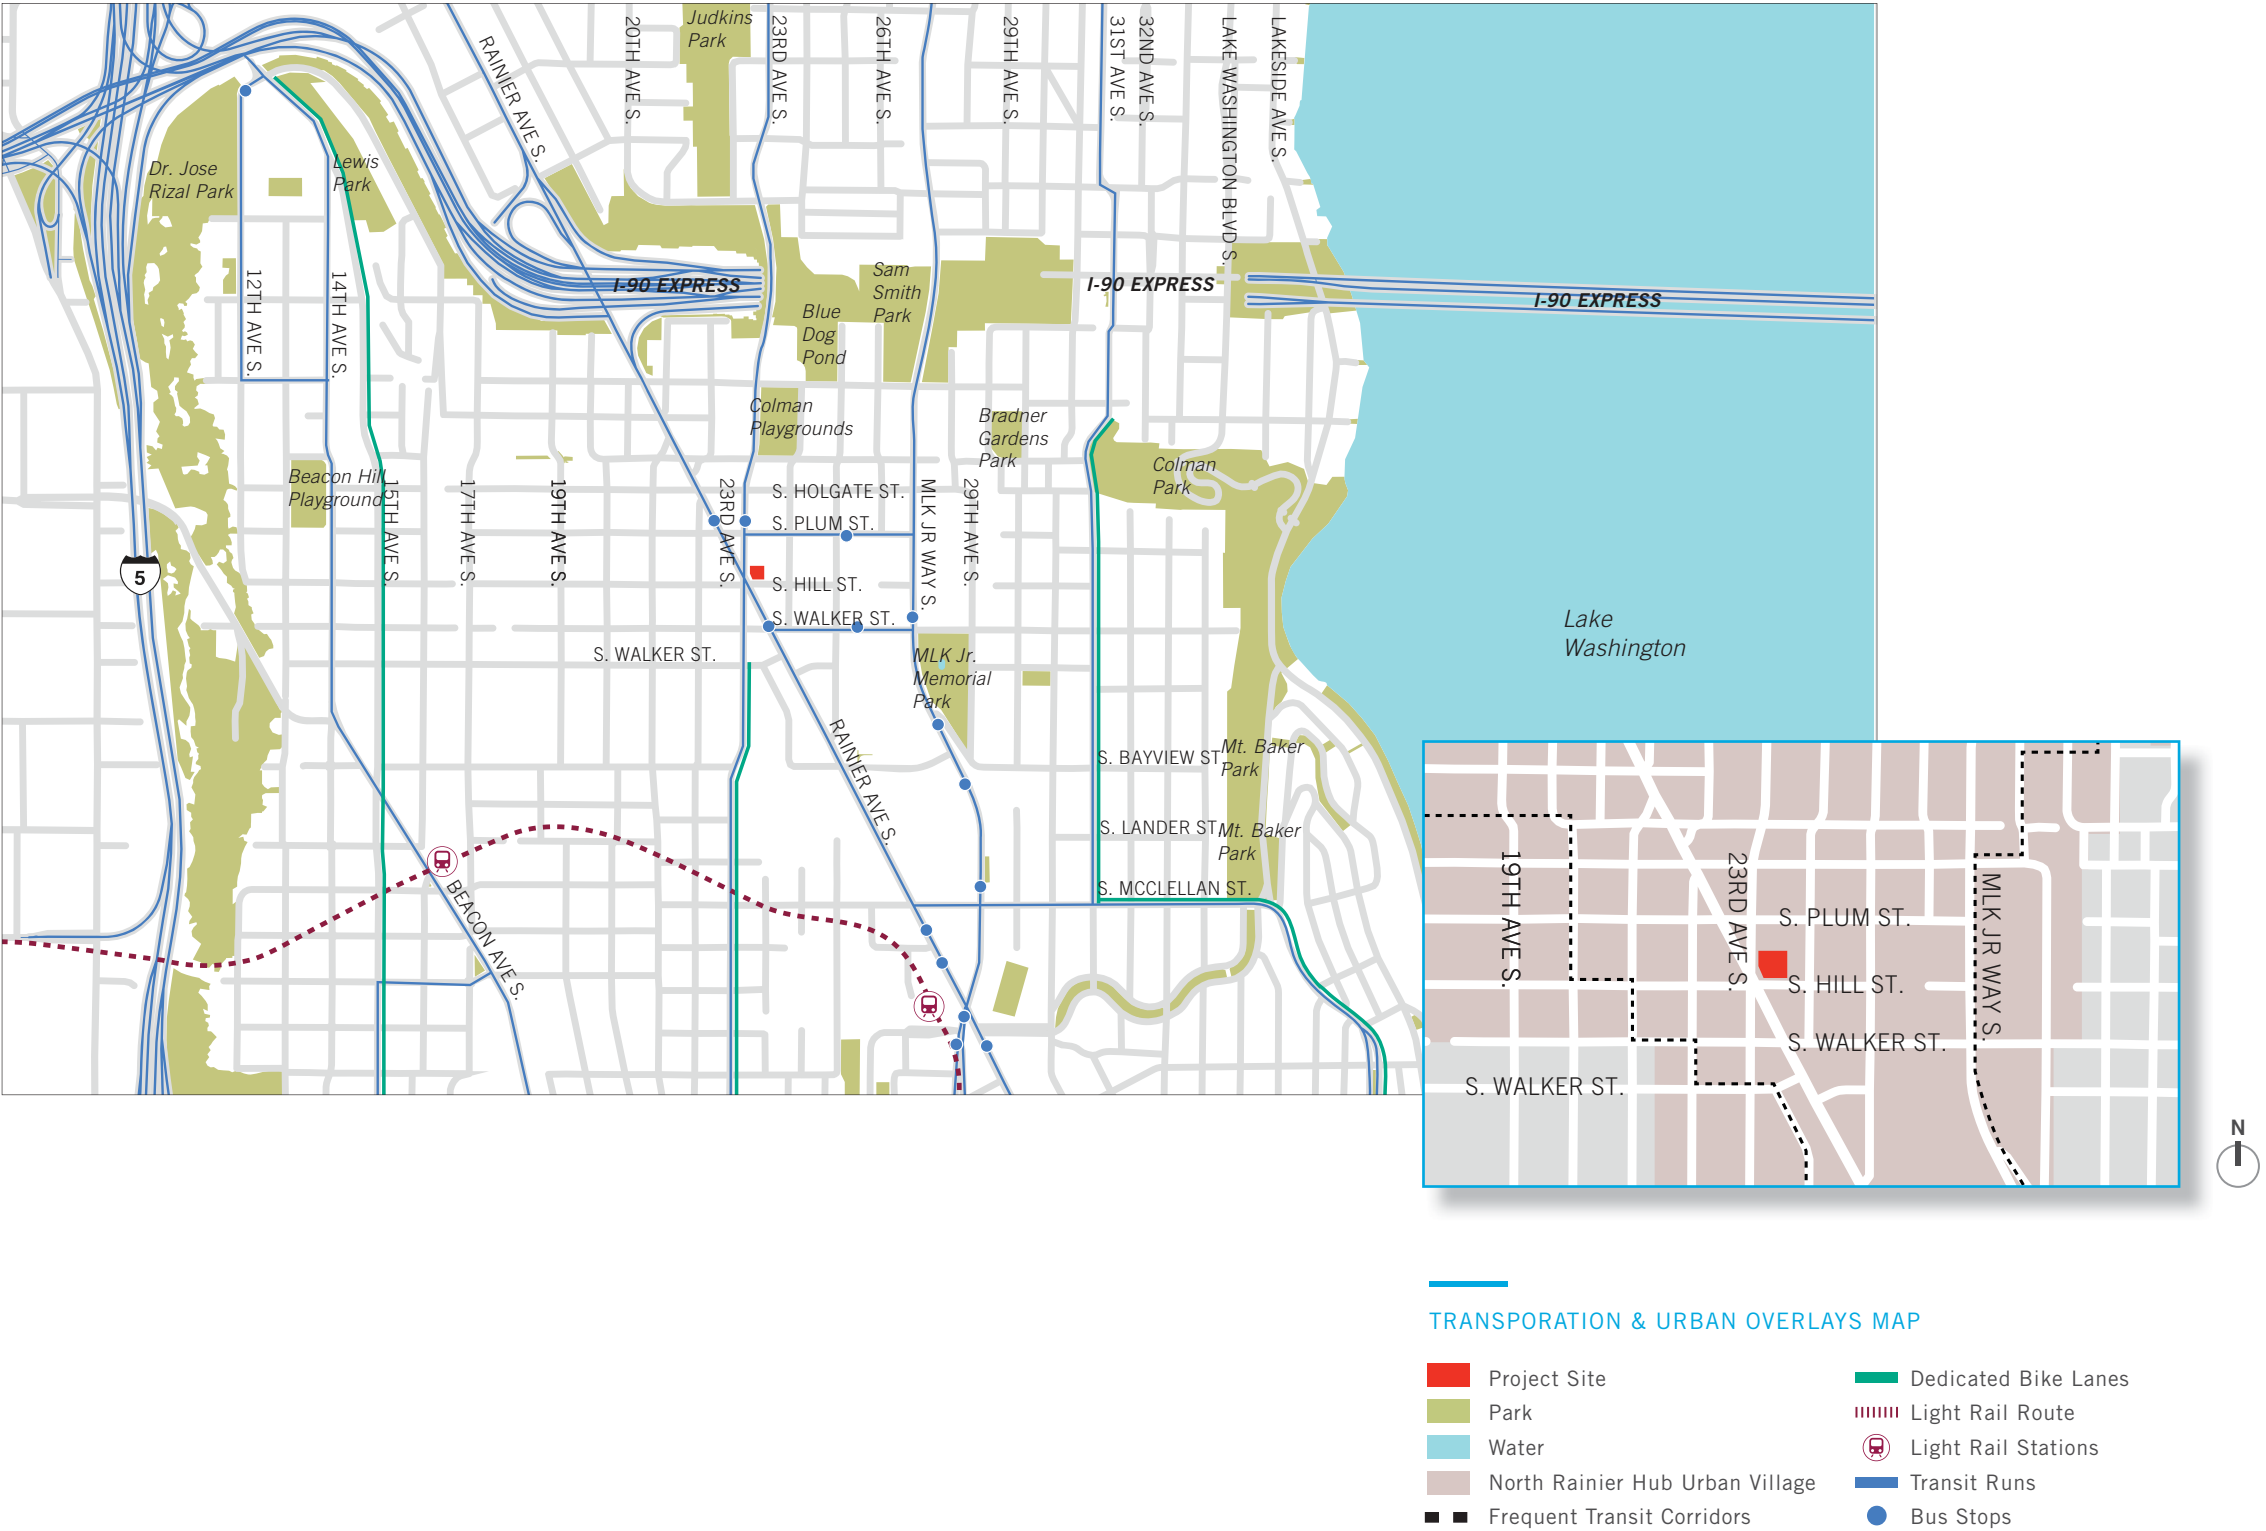 20TH AVE S.
Judkins
Park
23RD AVE S.
26TH AVE S.
29TH AVE S.
31ST AVE S.
32ND AVE S.
LAKE WASHINGTON BLVD S.
LAKESIDE AVE S.
RAINIER AVE S.
Dr. Jose
Rizal Park
Lewis
Park
12TH AVE S.
14TH AVE S.
I-90 EXPRESS
Sam
Smith
Park
Blue
Dog
Pond
I-90 EXPRESS
I-90 EXPRESS
Colman
Playgrounds
Bradner
Gardens
Park
Colman
Park
Beacon Hill
Playground
15TH AVE S.
17TH AVE S.
19TH AVE S.
23RD AVE S.
S. HOLGATE ST.
S. PLUM ST.
MLK JR WAY S.
29TH AVE S.
5
S. HILL ST.
S. WALKER ST.
S. WALKER ST.
Lake
Washington
MLK Jr.
Memorial
Park
RAINIER AVE S.
S. BAYVIEW ST
Mt. Baker
Park
S. LANDER ST
Mt. Baker
Park
S. MCCLELLAN ST.
BEACON AVE S.
19TH AVE S.
23RD AVE S.
MLK JR WAY S.
S. PLUM ST.
S. HILL ST.
S. WALKER ST.
S. WALKER ST.
N
TRANSPORATION & URBAN OVERLAYS MAP
Project Site
Park
Water
North Rainier Hub Urban Village
Frequent Transit Corridors
Dedicated Bike Lanes
Light Rail Route
Light Rail Stations
Transit Runs
Bus Stops